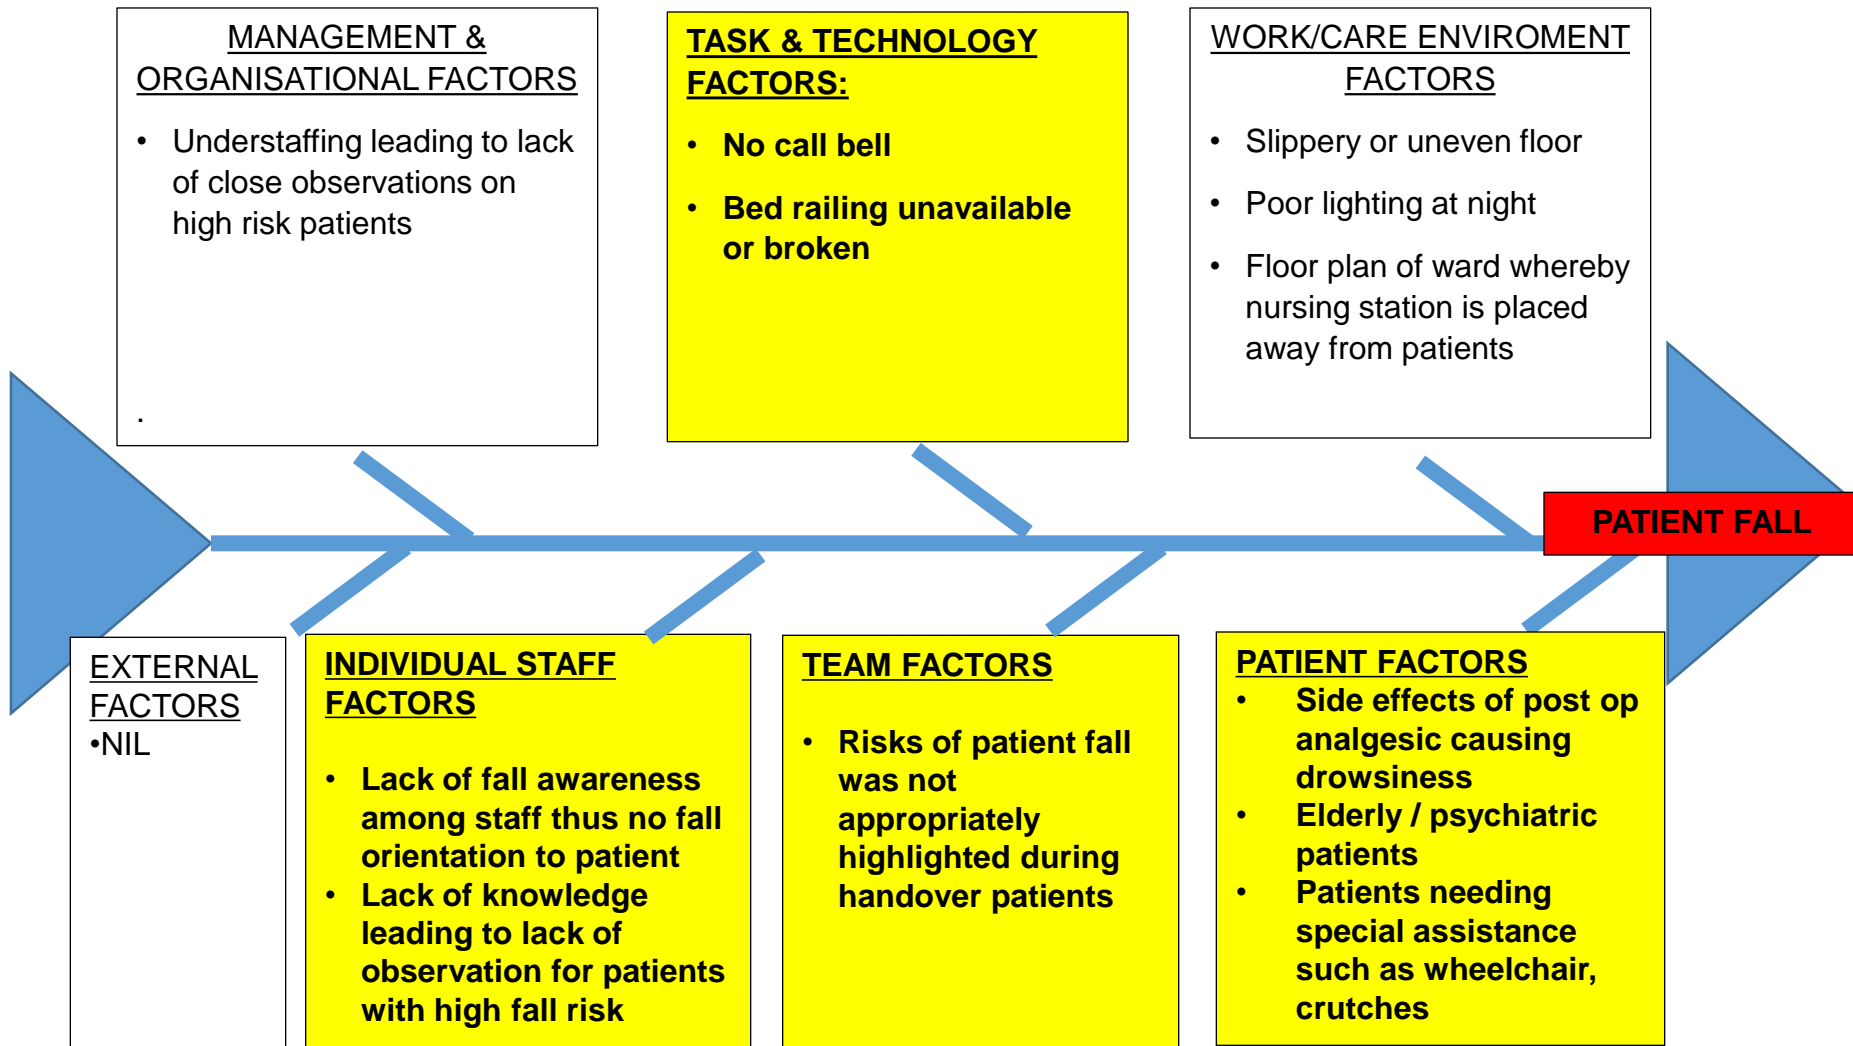 MANAGEMENT &
ORGANISATIONAL FACTORS
• Understaffing leading to lack
of close observations on
high risk patients
.
TASK & TECHNOLOGY
FACTORS:
• No call bell
• Bed railing unavailable
or broken
WORK/CARE ENVIROMENT
FACTORS
• Slippery or uneven floor
• Poor lighting at night
• Floor plan of ward whereby
nursing station is placed
away from patients
PATIENT FALL
EXTERNAL
FACTORS
•NIL
INDIVIDUAL STAFF
FACTORS
• Lack of fall awareness
among staff thus no fall
orientation to patient
• Lack of knowledge
leading to lack of
observation for patients
with high fall risk
TEAM FACTORS
• Risks of patient fall
was not
appropriately
highlighted during
handover patients
PATIENT FACTORS
• Side effects of post op
analgesic causing
drowsiness
• Elderly / psychiatric
patients
• Patients needing
special assistance
such as wheelchair,
crutches